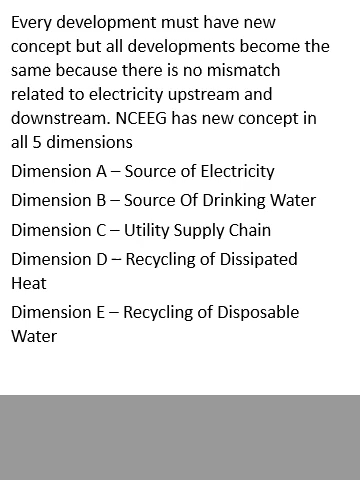 Every development must have new
concept but all developments become the
same because there is no mismatch
related to electricity upstream and
downstream. NCEEG has new concept in
all 5 dimensions
Dimension A – Source of Electricity
Dimension B – Source Of Drinking Water
Dimension C – Utility Supply Chain
Dimension D – Recycling of Dissipated
Heat
Dimension E – Recycling of Disposable
Water